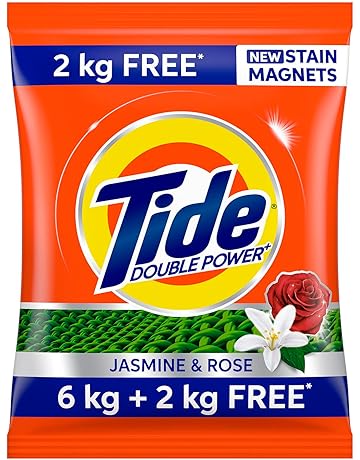 2 kg FREE*
NEW STAIN
MAGNETS
Tide®
DOUBLE POWER+
JASMINE & ROSE
6 kg + 2 kg FREE*